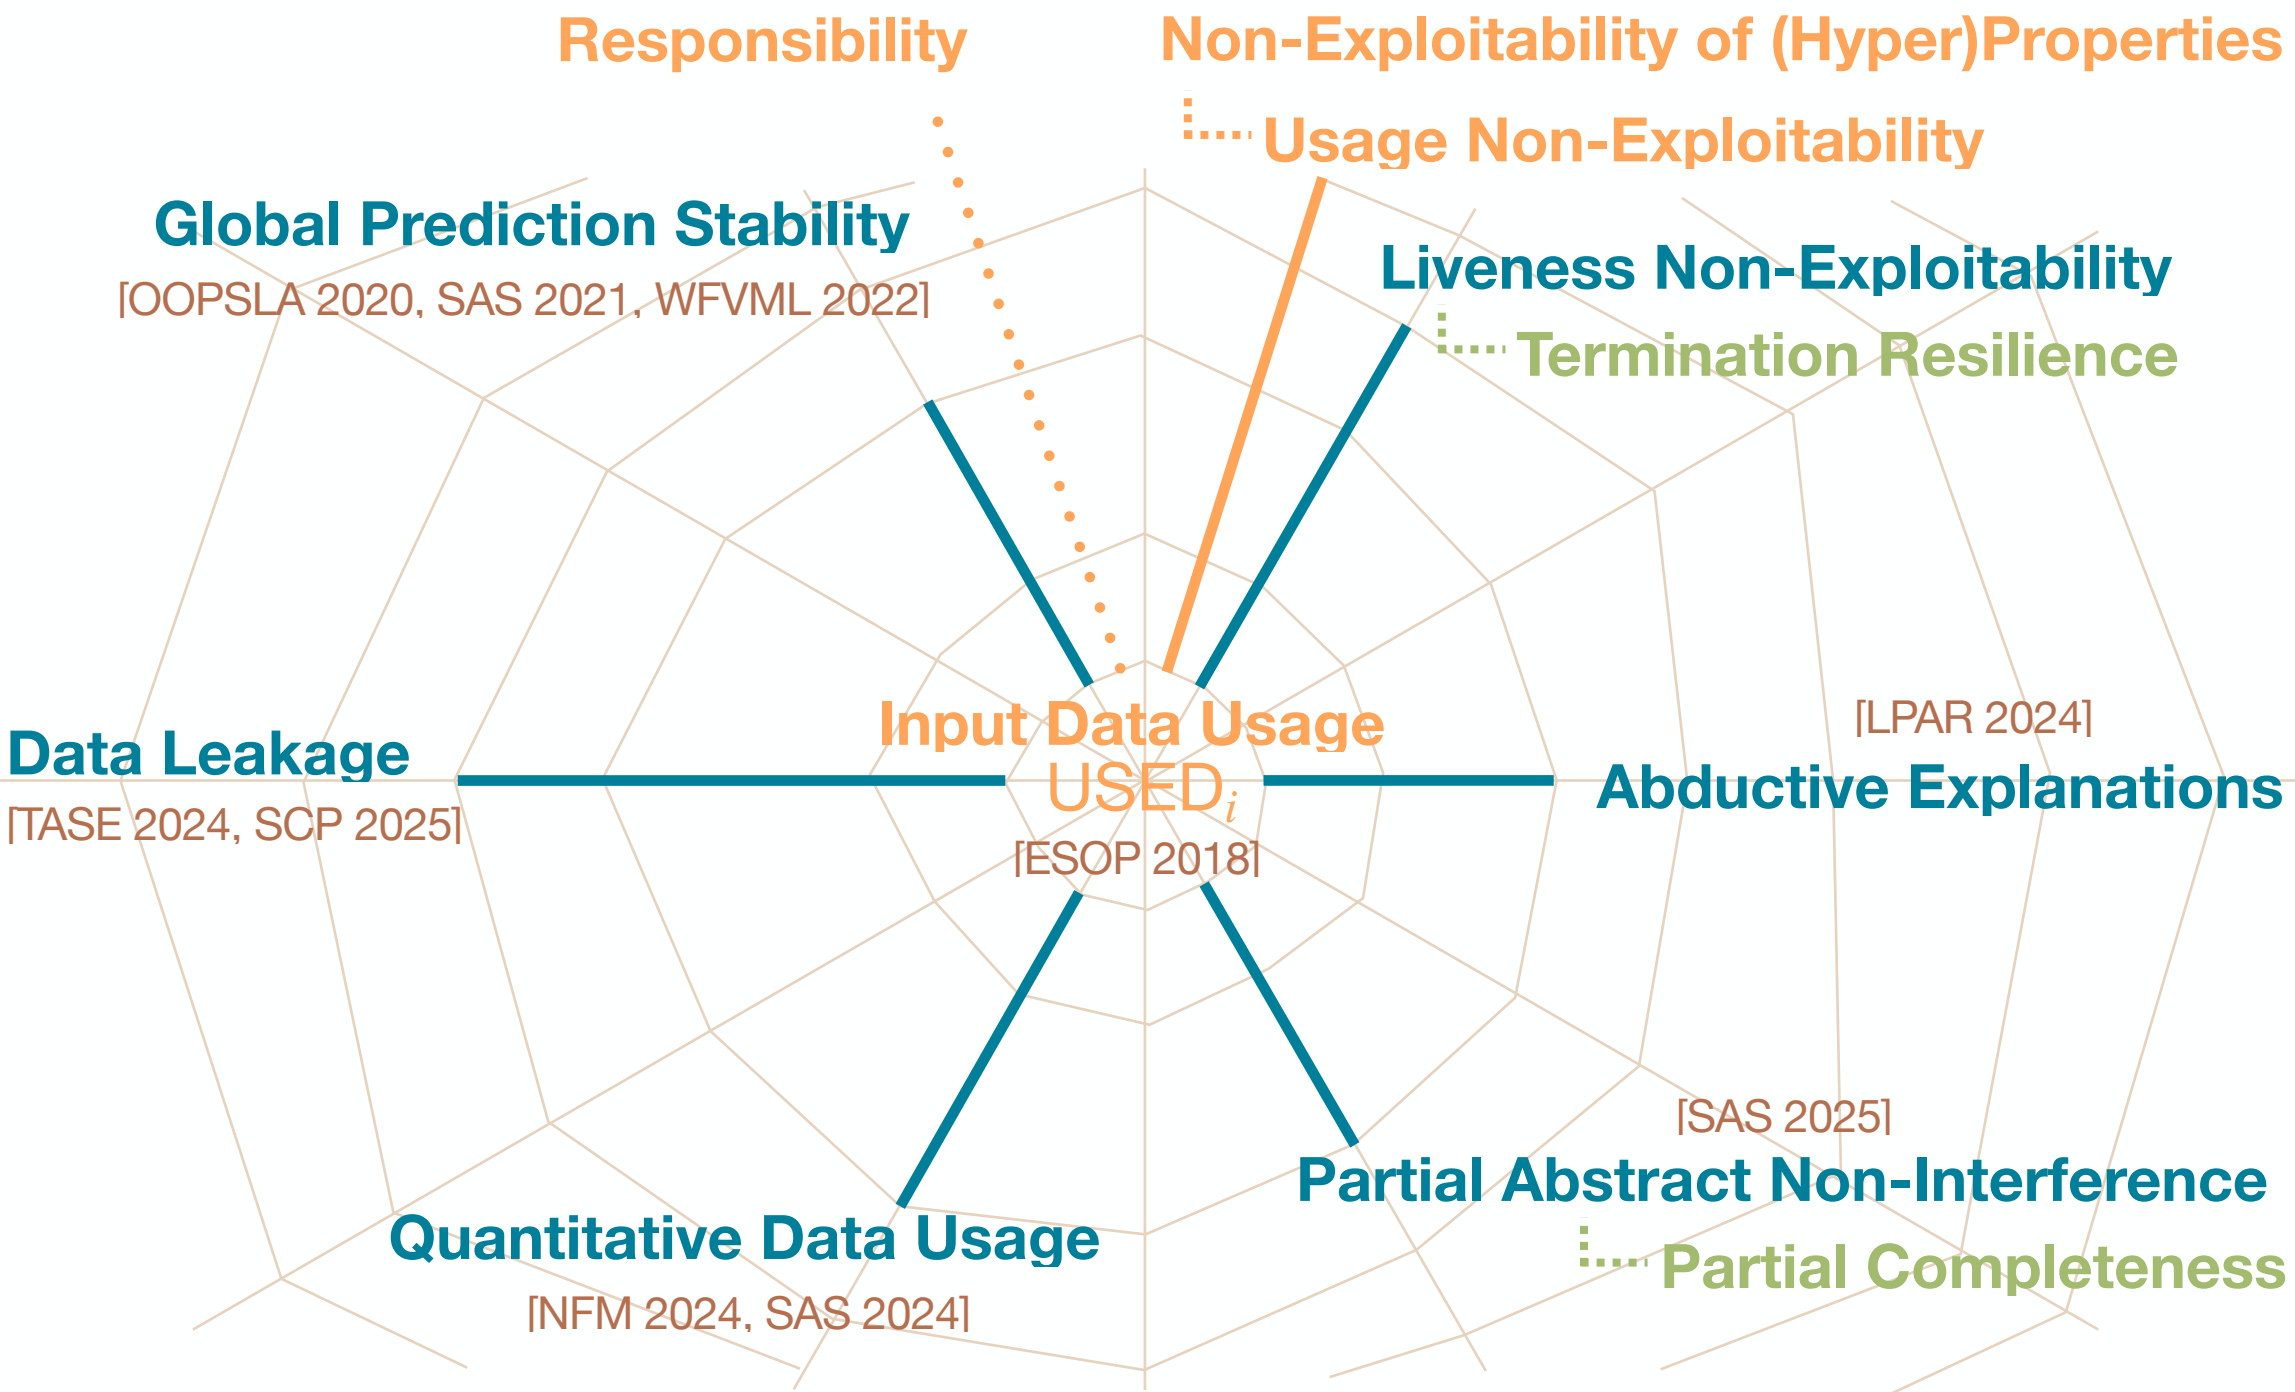 Responsibility
Non-Exploitability of (Hyper)Properties
Usage Non-Exploitability
Global Prediction Stability
[OOPSLA 2020, SAS 2021, WFVML 2022]
Liveness Non-Exploitability
Termination Resilience
Input Data Usage
USEDᵢ
[ESOP 2018]
Data Leakage
[TASE 2024, SCP 2025]
[LPAR 2024]
Abductive Explanations
[SAS 2025]
Partial Abstract Non-Interference
Partial Completeness
Quantitative Data Usage
[NFM 2024, SAS 2024]